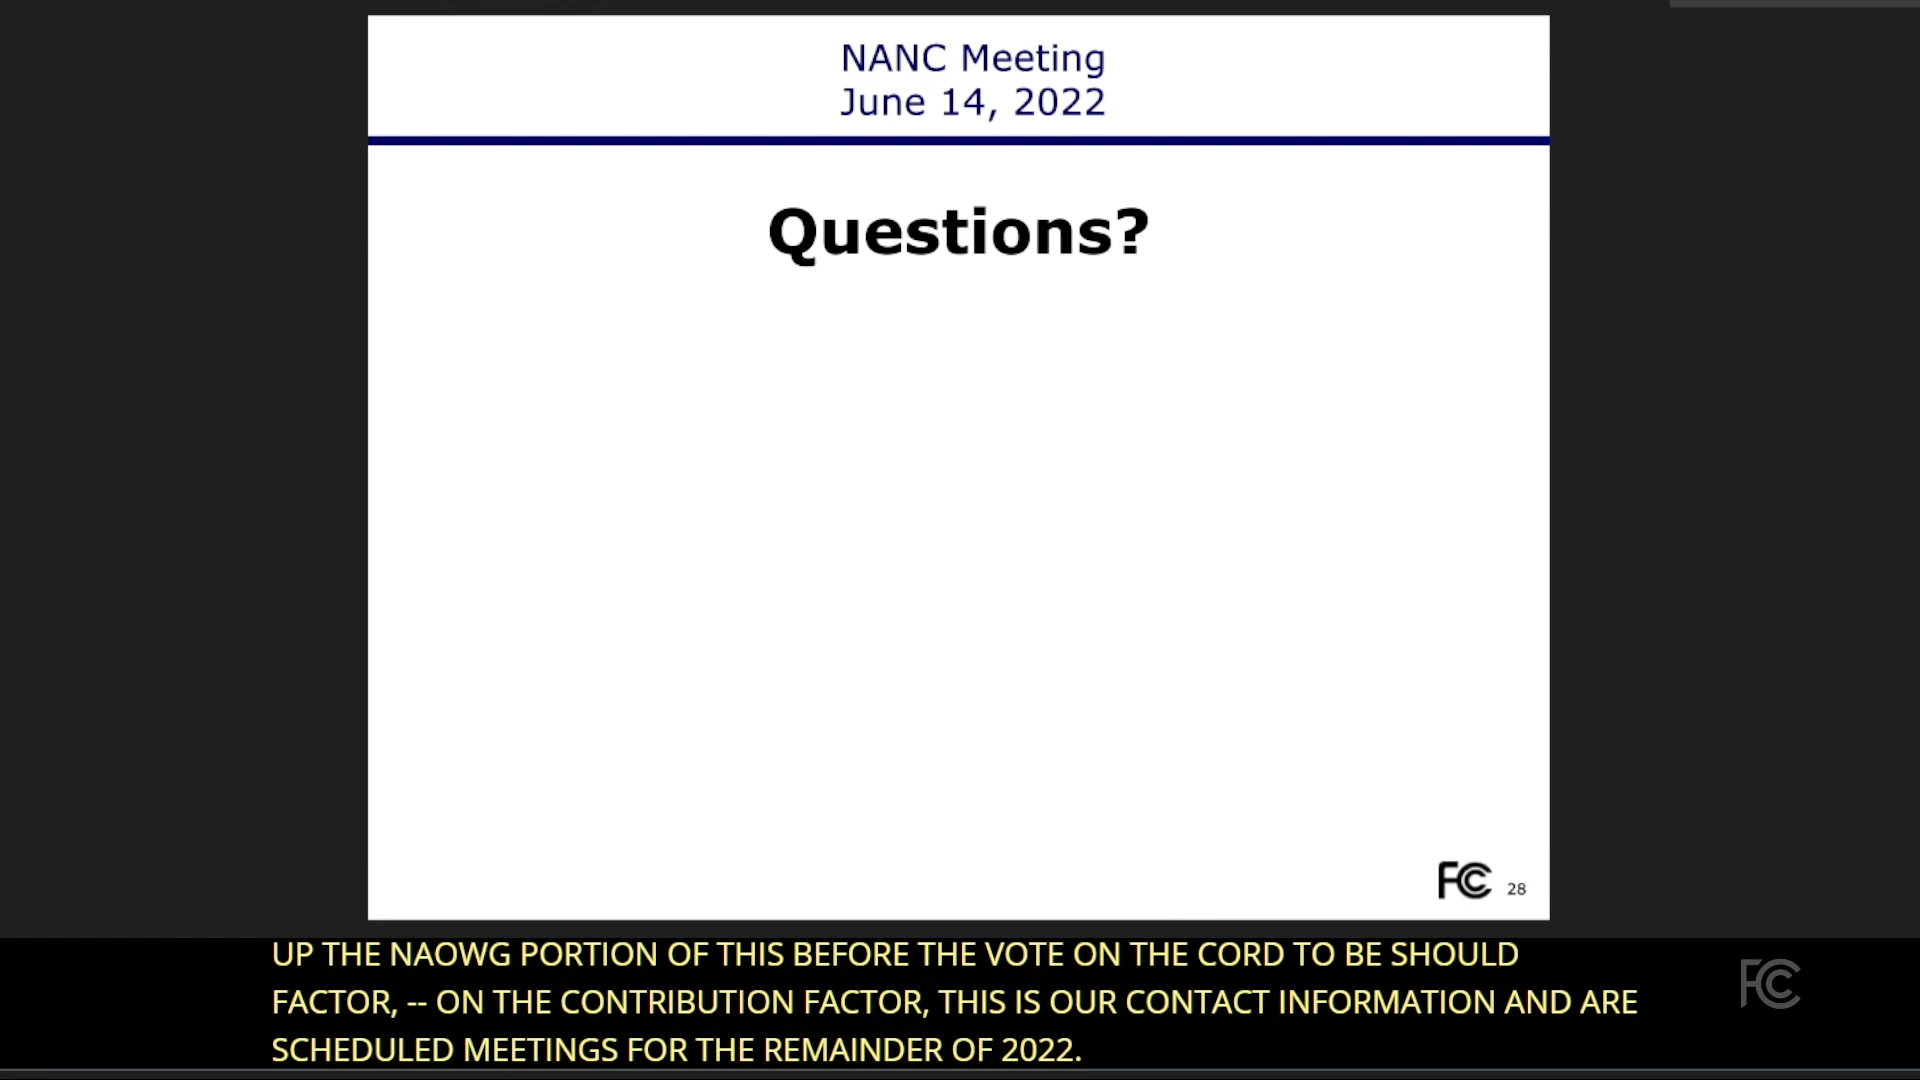 NANC Meeting
June 14, 2022
Questions?
FCC 28
UP THE NAOWG PORTION OF THIS BEFORE THE VOTE ON THE CORD TO BE SHOULD
FACTOR, -- ON THE CONTRIBUTION FACTOR, THIS IS OUR CONTACT INFORMATION AND ARE
SCHEDULED MEETINGS FOR THE REMAINDER OF 2022.
FCC